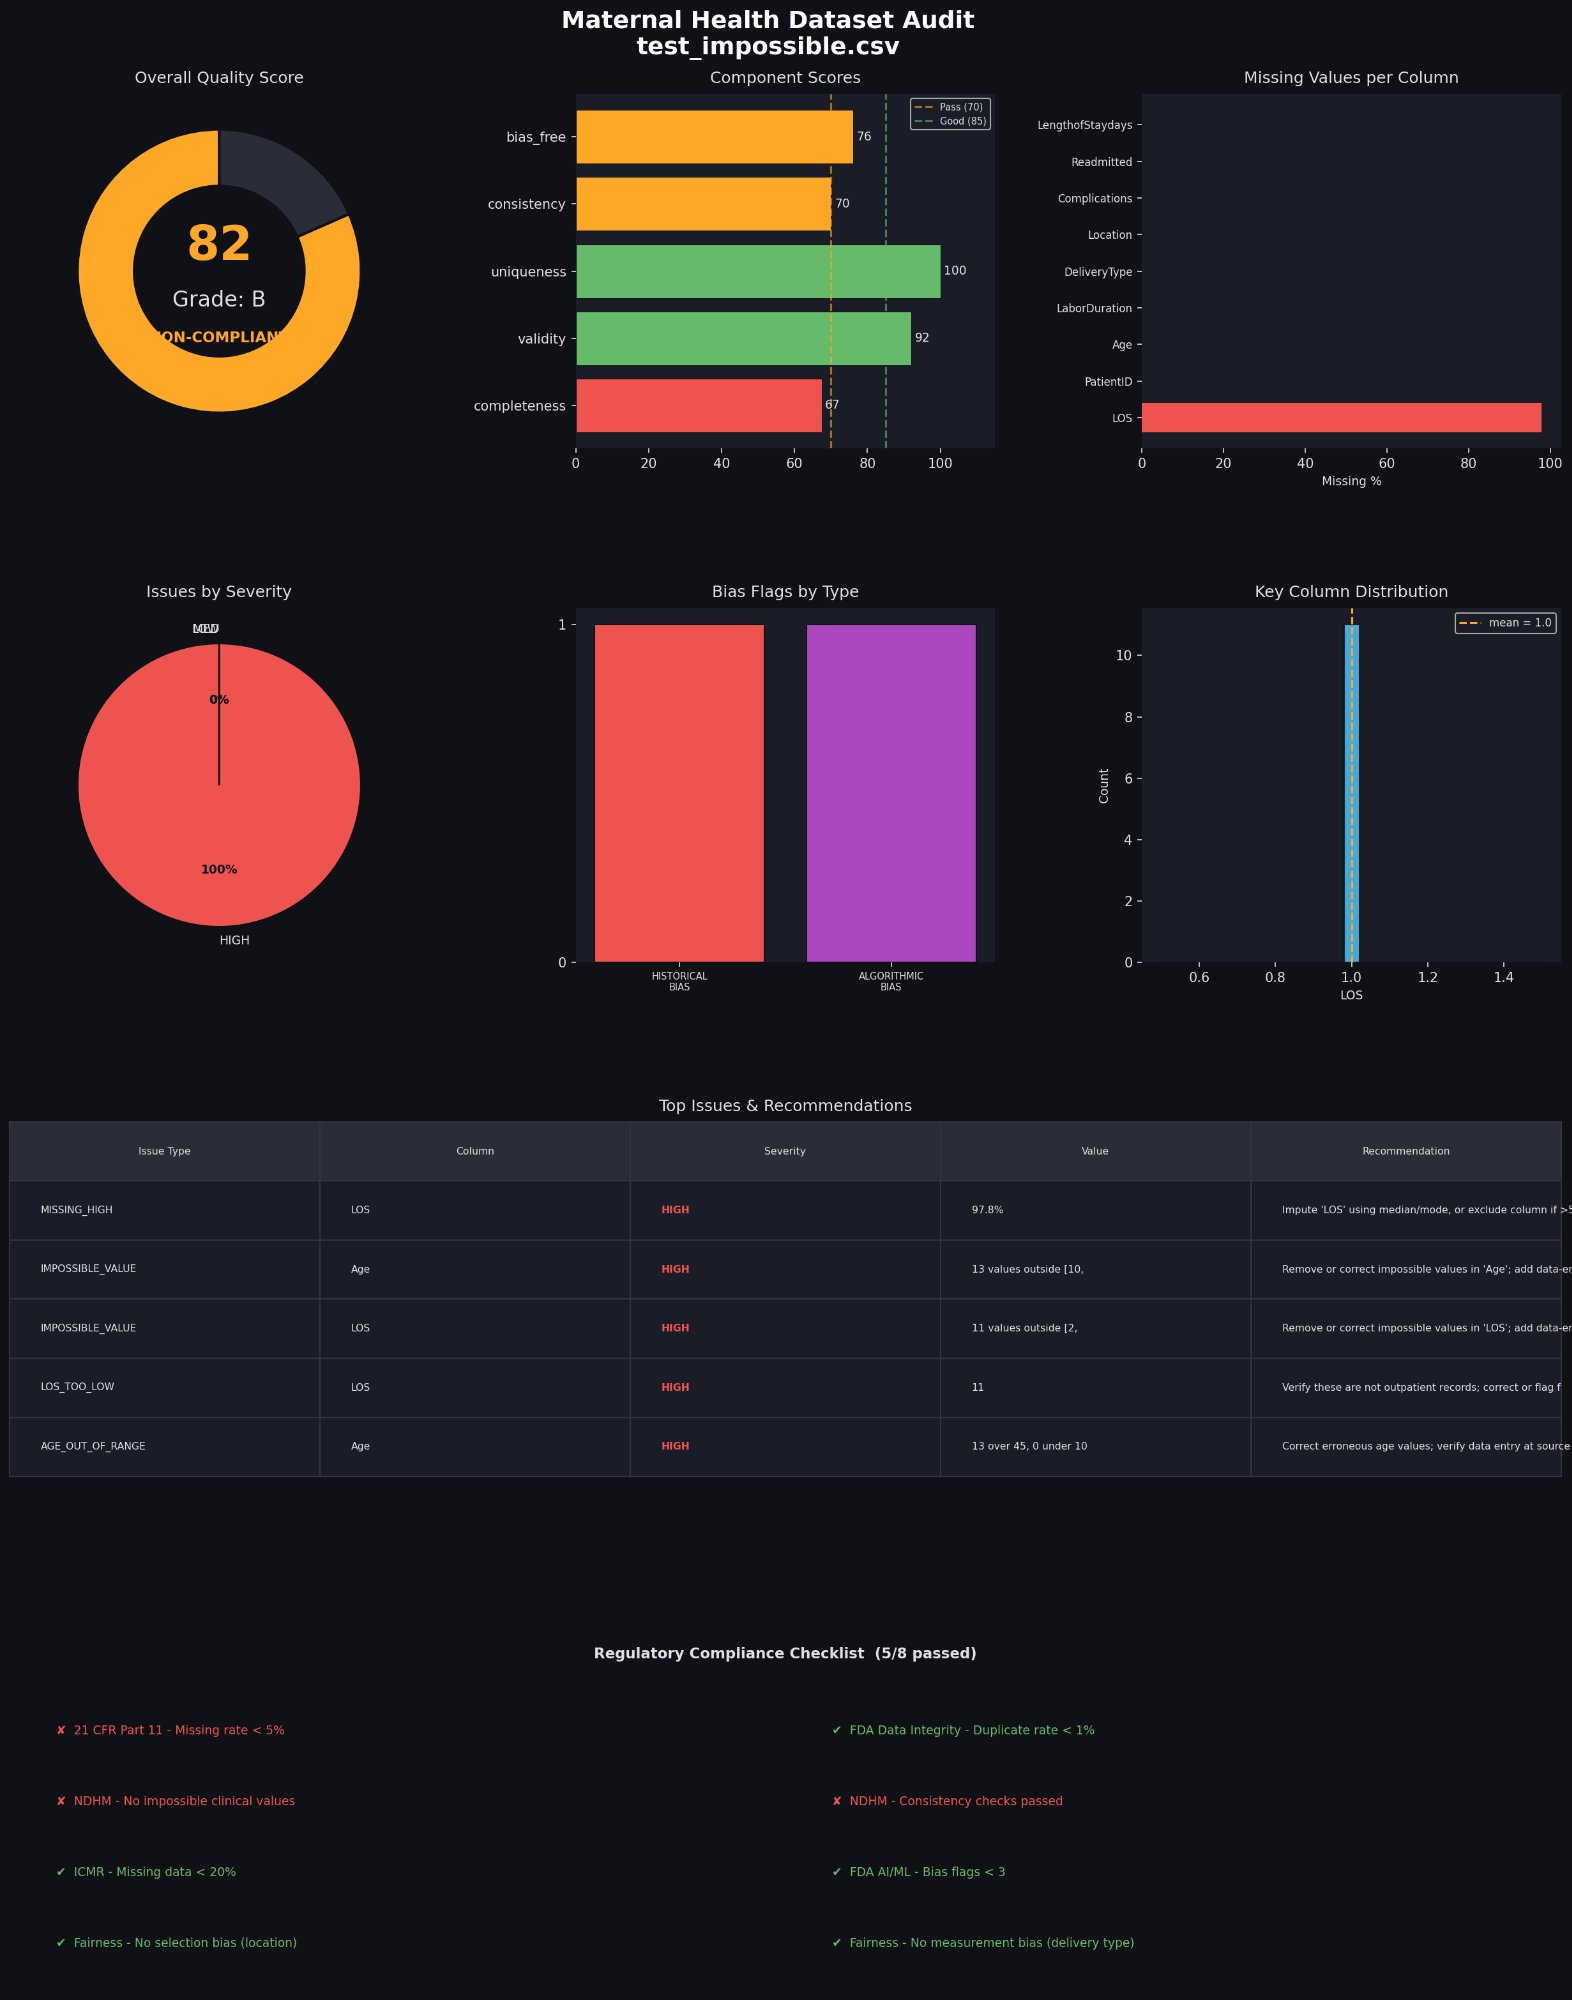 Maternal Health Dataset Audit
test_impossible.csv
Overall Quality Score
82
Grade: B
ON-COMPLIAN
Component Scores
Pass (70)
Good (85)
bias_free
76
consistency
70
uniqueness
100
validity
92
completeness
67
0 20 40 60 80 100
Missing Values per Column
LengthofStaydays
Readmitted
Complications
Location
DeliveryType
LaborDuration
Age
PatientID
LOS
0 20 40 60 80 100
Missing %
Issues by Severity
0%
100%
HIGH
Bias Flags by Type
1
0
HISTORICAL
BIAS
ALGORITHMIC
BIAS
Key Column Distribution
mean = 1.0
10
8
6
4
2
0
Count
0.6 0.8 1.0 1.2 1.4
LOS
Top Issues & Recommendations
Issue Type Column Severity Value Recommendation
MISSING_HIGH LOS HIGH 97.8% Impute 'LOS' using median/mode, or exclude column if >5
IMPOSSIBLE_VALUE Age HIGH 13 values outside [10, Remove or correct impossible values in 'Age'; add data-en
IMPOSSIBLE_VALUE LOS HIGH 11 values outside [2, Remove or correct impossible values in 'LOS'; add data-en
LOS_TOO_LOW LOS HIGH 11 Verify these are not outpatient records; correct or flag f
AGE_OUT_OF_RANGE Age HIGH 13 over 45, 0 under 10 Correct erroneous age values; verify data entry at source
Regulatory Compliance Checklist (5/8 passed)
✘ 21 CFR Part 11 - Missing rate < 5%
✔ FDA Data Integrity - Duplicate rate < 1%
✘ NDHM - No impossible clinical values
✘ NDHM - Consistency checks passed
✔ ICMR - Missing data < 20%
✔ FDA AI/ML - Bias flags < 3
✔ Fairness - No selection bias (location)
✔ Fairness - No measurement bias (delivery type)